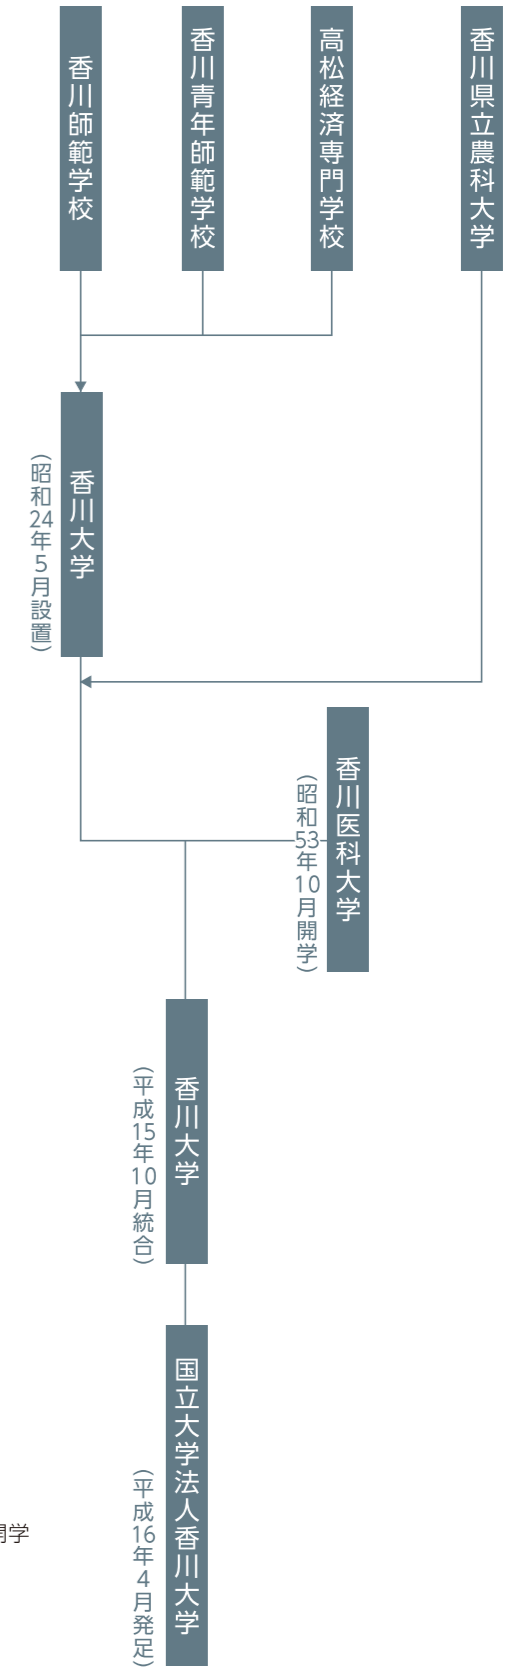 香川師範学校
香川青年師範学校
高松経済専門学校
香川県立農科大学
香川大学
(昭和24年5月設置)
香川医科大学
(昭和53年10月開学)
香川大学
(平成15年10月統合)
国立大学法人香川大学
(平成16年4月発足)
開学